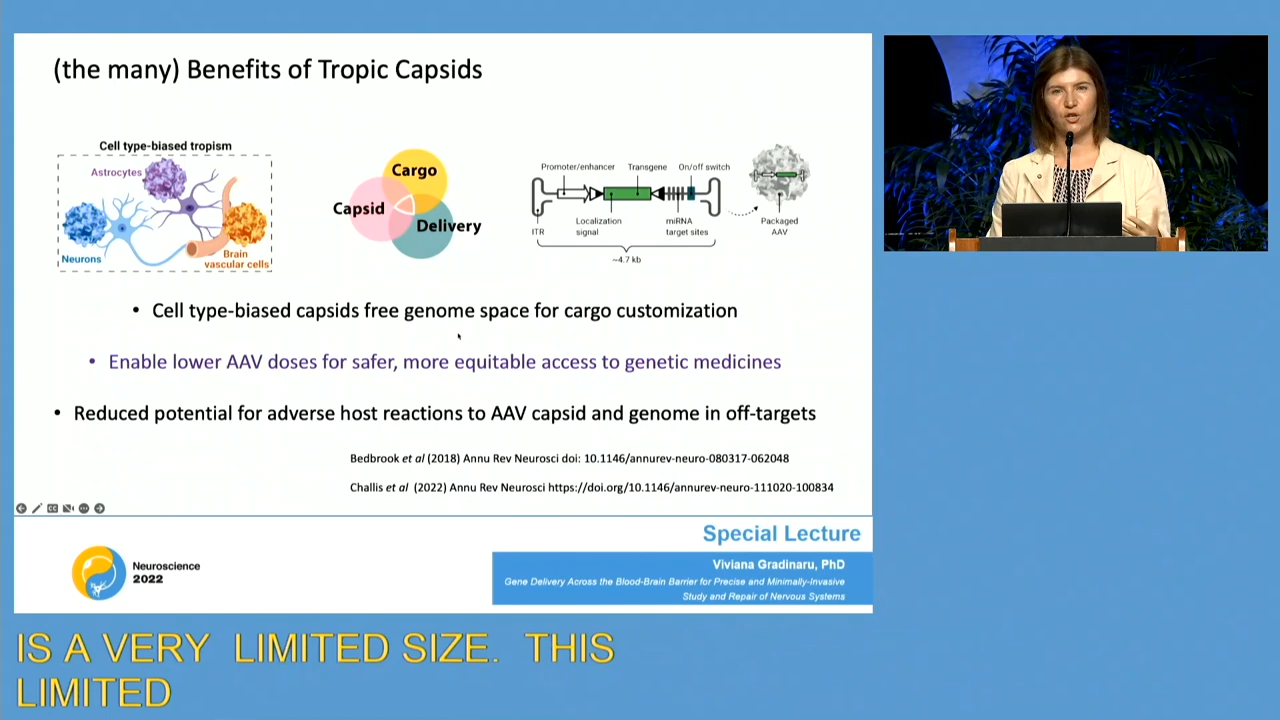 (the many) Benefits of Tropic Capsids
Cell type-biased tropism
Astrocytes
Neurons
Brain
vascular cells
Cargo
Capsid
Delivery
Promoter/enhancer
Transgene
On/off switch
ITR
Localization
signal
miRNA
target sites
Packaged
AAV
~4.7 kb
• Cell type-biased capsids free genome space for cargo customization
• Enable lower AAV doses for safer, more equitable access to genetic medicines
• Reduced potential for adverse host reactions to AAV capsid and genome in off-targets
Bedbrook et al (2018) Annu Rev Neurosci doi: 10.1146/annurev-neuro-080317-062048
Challis et al (2022) Annu Rev Neurosci https://doi.org/10.1146/annurev-neuro-111020-100834
Special Lecture
Neuroscience
2022
Viviana Gradinaru, PhD
Gene Delivery Across the Blood-Brain Barrier for Precise and Minimally-Invasive
Study and Repair of Nervous Systems
IS A VERY LIMITED SIZE. THIS
LIMITED